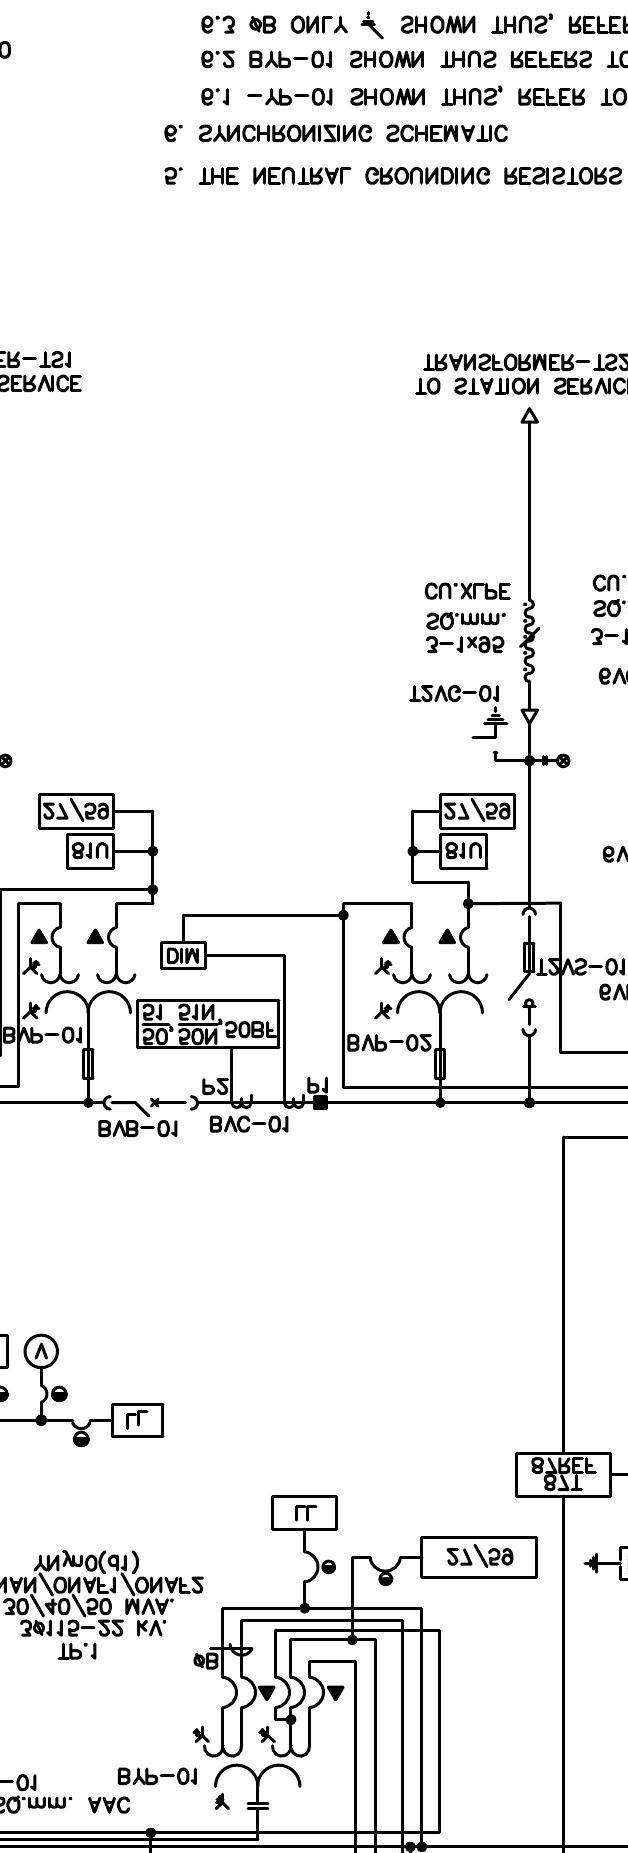 SQ.mm. AAC
-01
BYP-01
TP.1
3ø115-22 kV.
30/40/50 MVA.
NAN/ONAF1/ONAF2
YNyn0(d1)
øB
27/59
LL
87T
87REF
LL
V
BVB-01
BVC-01
P2
P1
BVP-01
50, 50N, 50BF
51 51N
BVP-02
DIM
T2VS-01
6V
81U
27/59
81U
27/59
6V
T2VG-01
6V
3-1x95
SQ.mm.
CU.XLPE
3-1
SQ.
CU.
SERVICE
ER-TS1
TO STATION SERVIC
TRANSFORMER-TS2
5. THE NEUTRAL GROUNDING RESISTORS
6. SYNCHRONIZING SCHEMATIC
6.1 -YP-01 SHOWN THUS, REFER TO
6.2 BYP-01 SHOWN THUS REFERS TO
6.3 øB ONLY SHOWN THUS, REFER